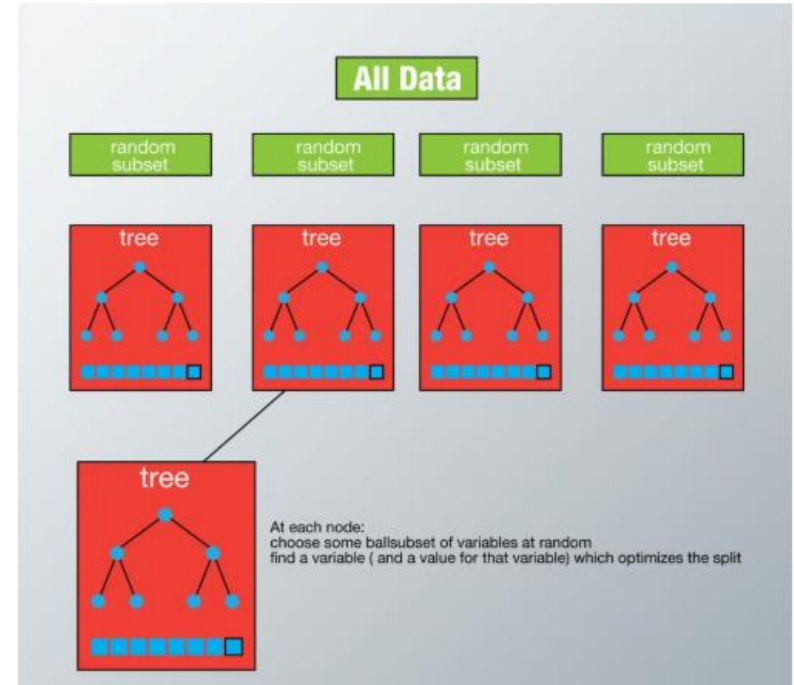 All Data
random
subset
random
subset
random
subset
random
subset
tree
tree
tree
tree
tree
At each node:
choose some ballsubset of variables at random
find a variable ( and a value for that variable) which optimizes the split